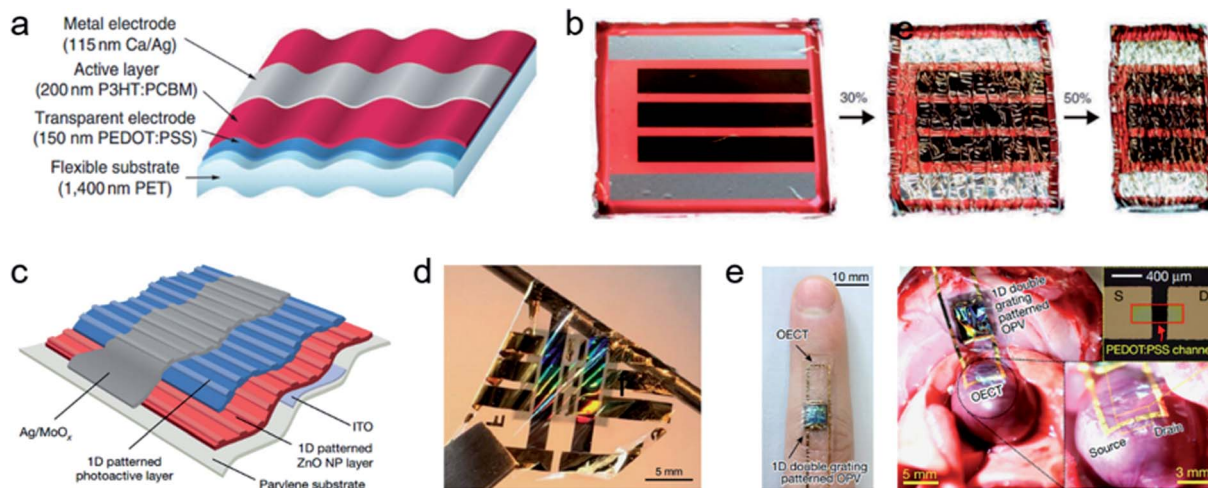 a
Metal electrode
(115 nm Ca/Ag)
Active layer
(200 nm P3HT:PCBM)
Transparent electrode
(150 nm PEDOT:PSS)
Flexible substrate
(1,400 nm PET)
b
30%
e
50%
c
Ag/MoOₓ
1D patterned
photoactive layer
ITO
1D patterned
ZnO NP layer
Parylene substrate
d
5 mm
e
10 mm
OECT
1D double grating
patterned OPV
1D double
grating
patterned
OPV
OECT
5 mm
400 μm
S
D
PEDOT:PSS channel
Source
Drain
3 mm